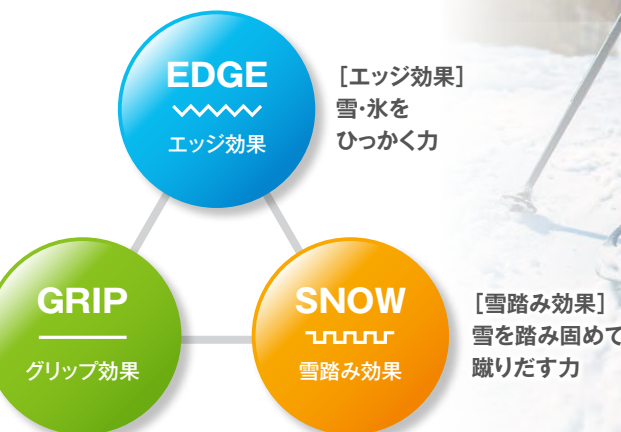 EDGE
エッジ効果
［エッジ効果］
雪・氷を
ひっかく力
GRIP
グリップ効果
SNOW
雪踏み効果
［雪踏み効果］
雪を踏み固めて
蹴りだす力